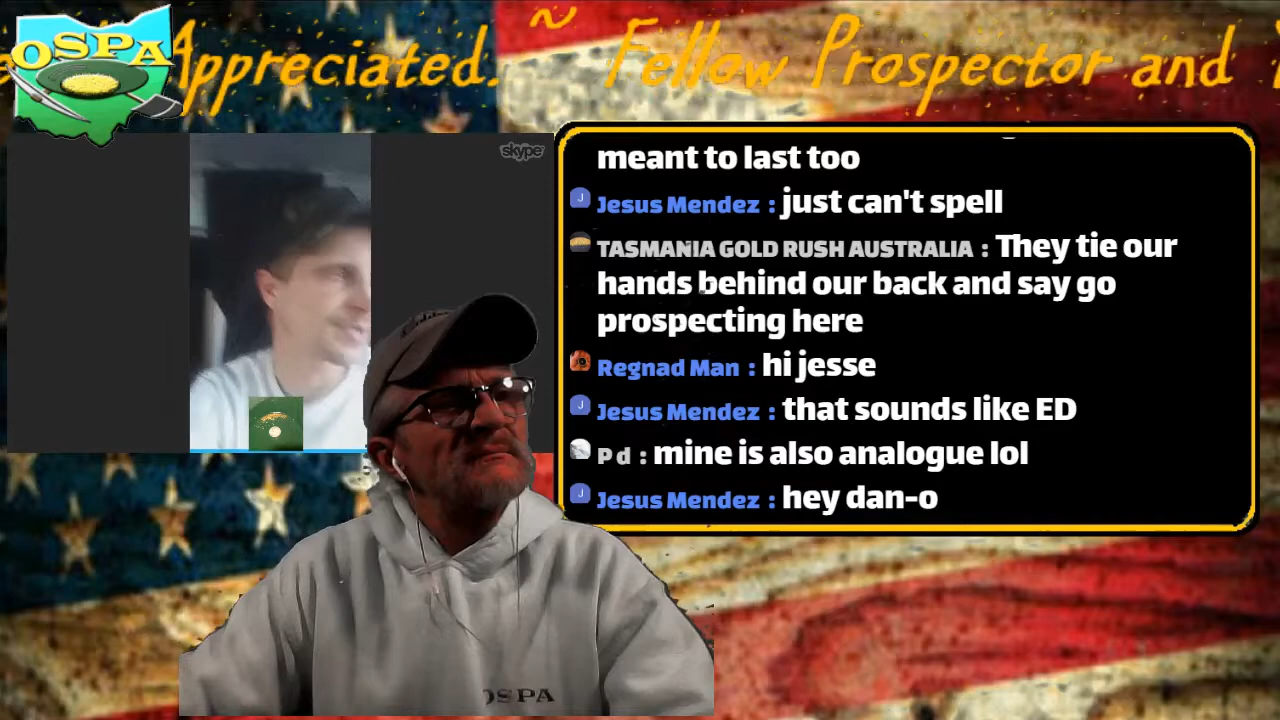 Appreciated. ~ Fellow Prospector and
OSPA
skype
meant to last too
Jesus Mendez : just can't spell
TASMANIA GOLD RUSH AUSTRALIA : They tie our
hands behind our back and say go
prospecting here
Regnad Man : hi jesse
Jesus Mendez : that sounds like ED
P d : mine is also analogue lol
Jesus Mendez : hey dan-o
OSPA